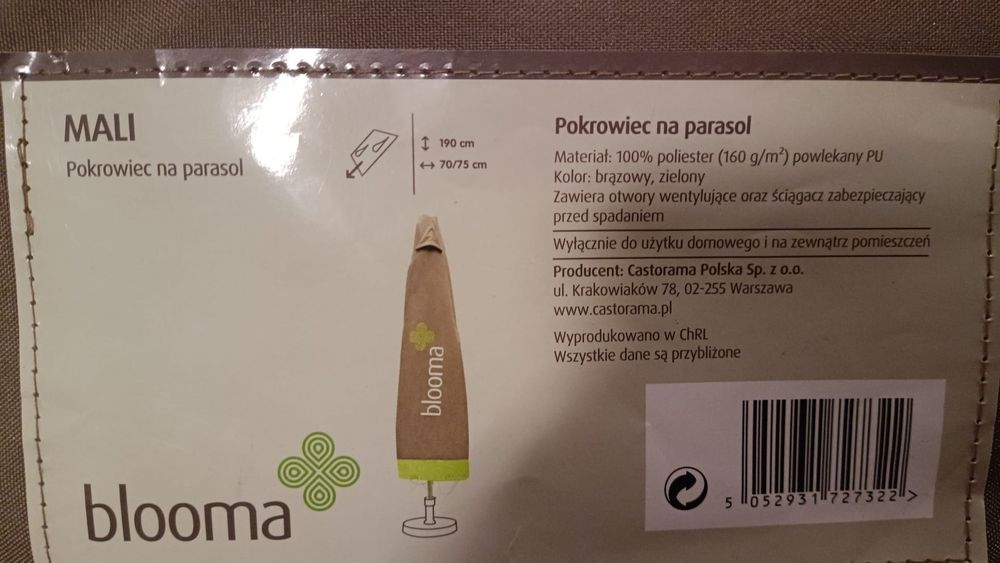 MALI
Pokrowiec na parasol
190 cm
70/75 cm
blooma
blooma
Pokrowiec na parasol
Materiał: 100% poliester (160 g/m²) powlekany PU
Kolor: brązowy, zielony
Zawiera otwory wentylujące oraz ściągacz zabezpieczający
przed spadaniem
Wyłącznie do użytku domowego i na zewnątrz pomieszczeń
Producent: Castorama Polska Sp. z o.o.
ul. Krakowiaków 78, 02-255 Warszawa
www.castorama.pl
Wyprodukowano w ChRL
Wszystkie dane są przybliżone
5 052931 727322 >